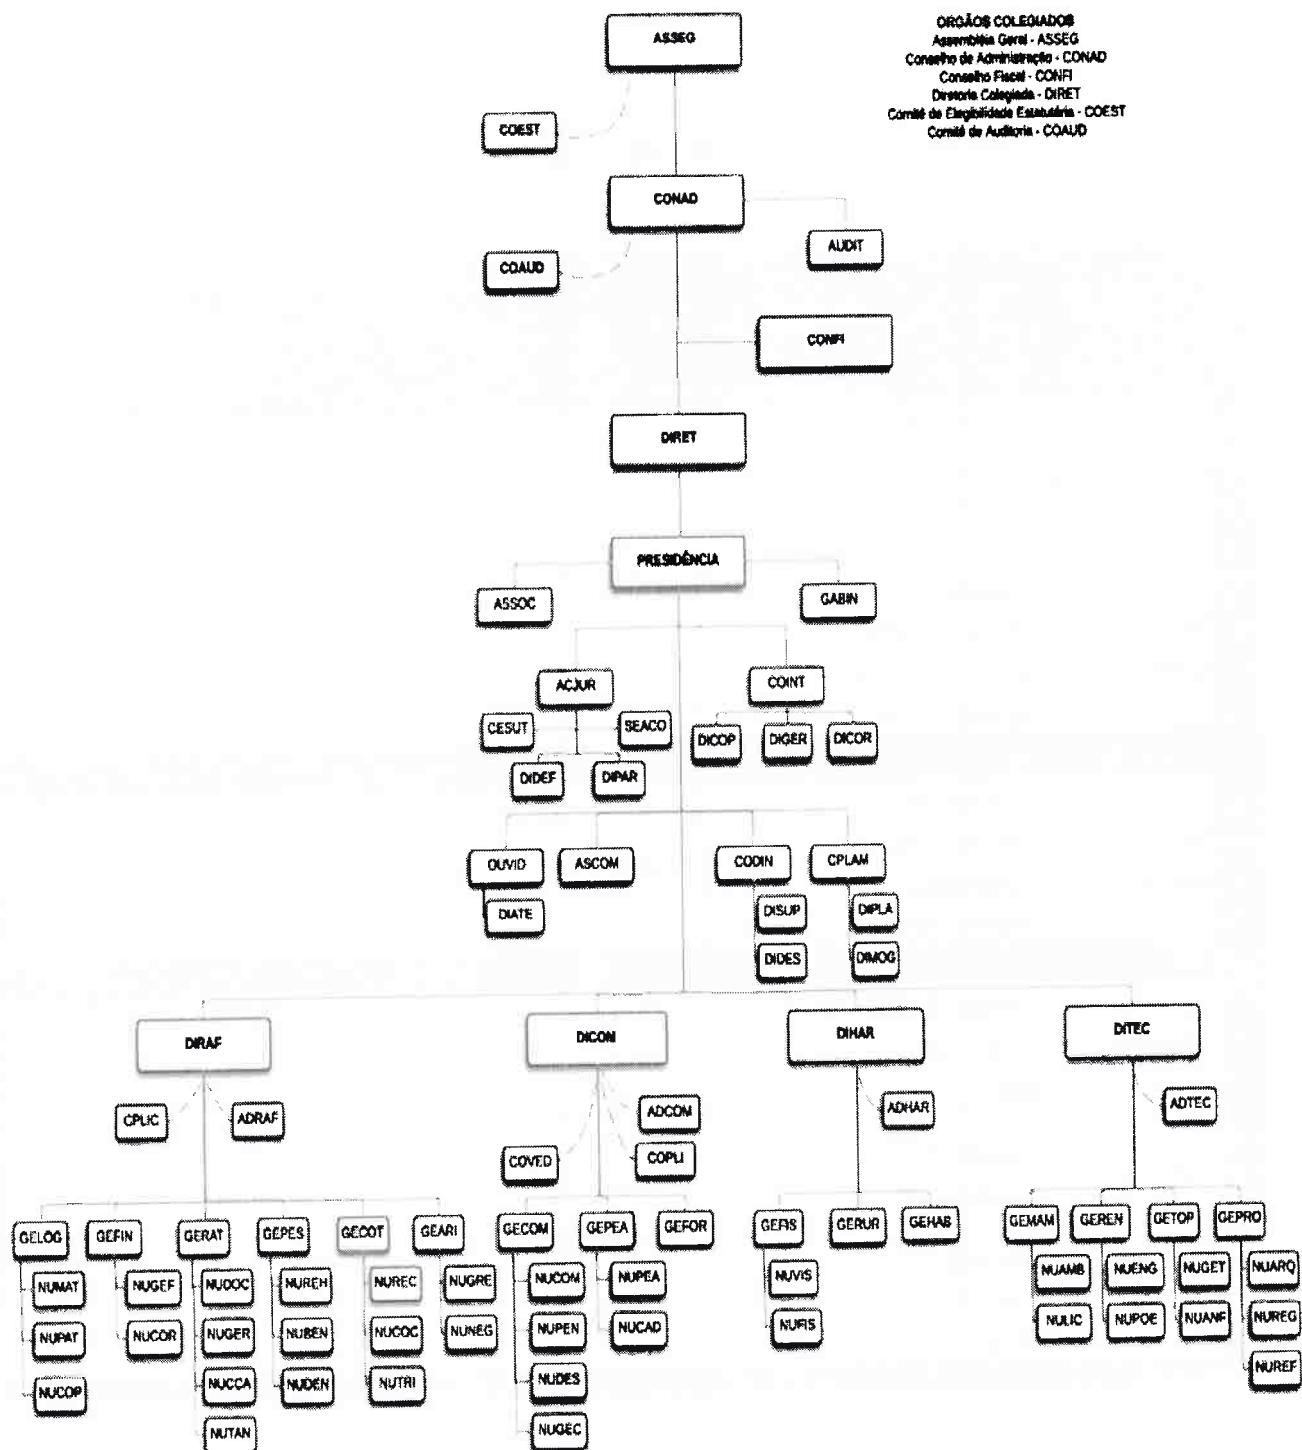 ORGÃOS COLEGIADOS
Assembléia Geral - ASSEG
Conselho de Administração - CONAD
Conselho Fiscal - CONFI
Diretoria Colegiada - DIRET
Comitê de Elegibilidade Estatutária - COEST
Comitê de Auditoria - COAUD
ASSEG
COEST
CONAD
AUDIT
COAUD
CONFI
DIRET
PRESIDÊNCIA
ASSOC
GABIN
ACJUR
COINT
CESUT
SEACO
DICOP
DIGER
DICOR
DIDEF
DIPAR
OUVID
ASCOM
CODIN
CPLAM
DIATE
DISUP
DIPLA
DIDES
DIMOG
DIRAF
DICOM
DIHAR
DITEC
CPLIC
ADRAF
ADCOM
COVED
COPLI
ADHAR
ADTEC
GELOG
GEFIN
GERAT
GEPES
GECOT
GEARI
GECOM
GEPEA
GEFOR
GEFIS
GERUR
GEHAB
GEMAM
GEREN
GETOP
GEPRO
NUMAT
NUGEF
NUDOC
NUREH
NUREC
NUGRE
NUCOM
NUPEA
NUVIS
NUAMB
NUENG
NUGET
NUARQ
NUPAT
NUCOR
NUGER
NUBEN
NUCOC
NUNEG
NUPEN
NUCAD
NUFIS
NULIC
NUPOE
NUANF
NUREG
NUCOP
NUCCA
NUDEN
NUTRI
NUDES
NUREF
NUTAN
NUGEC